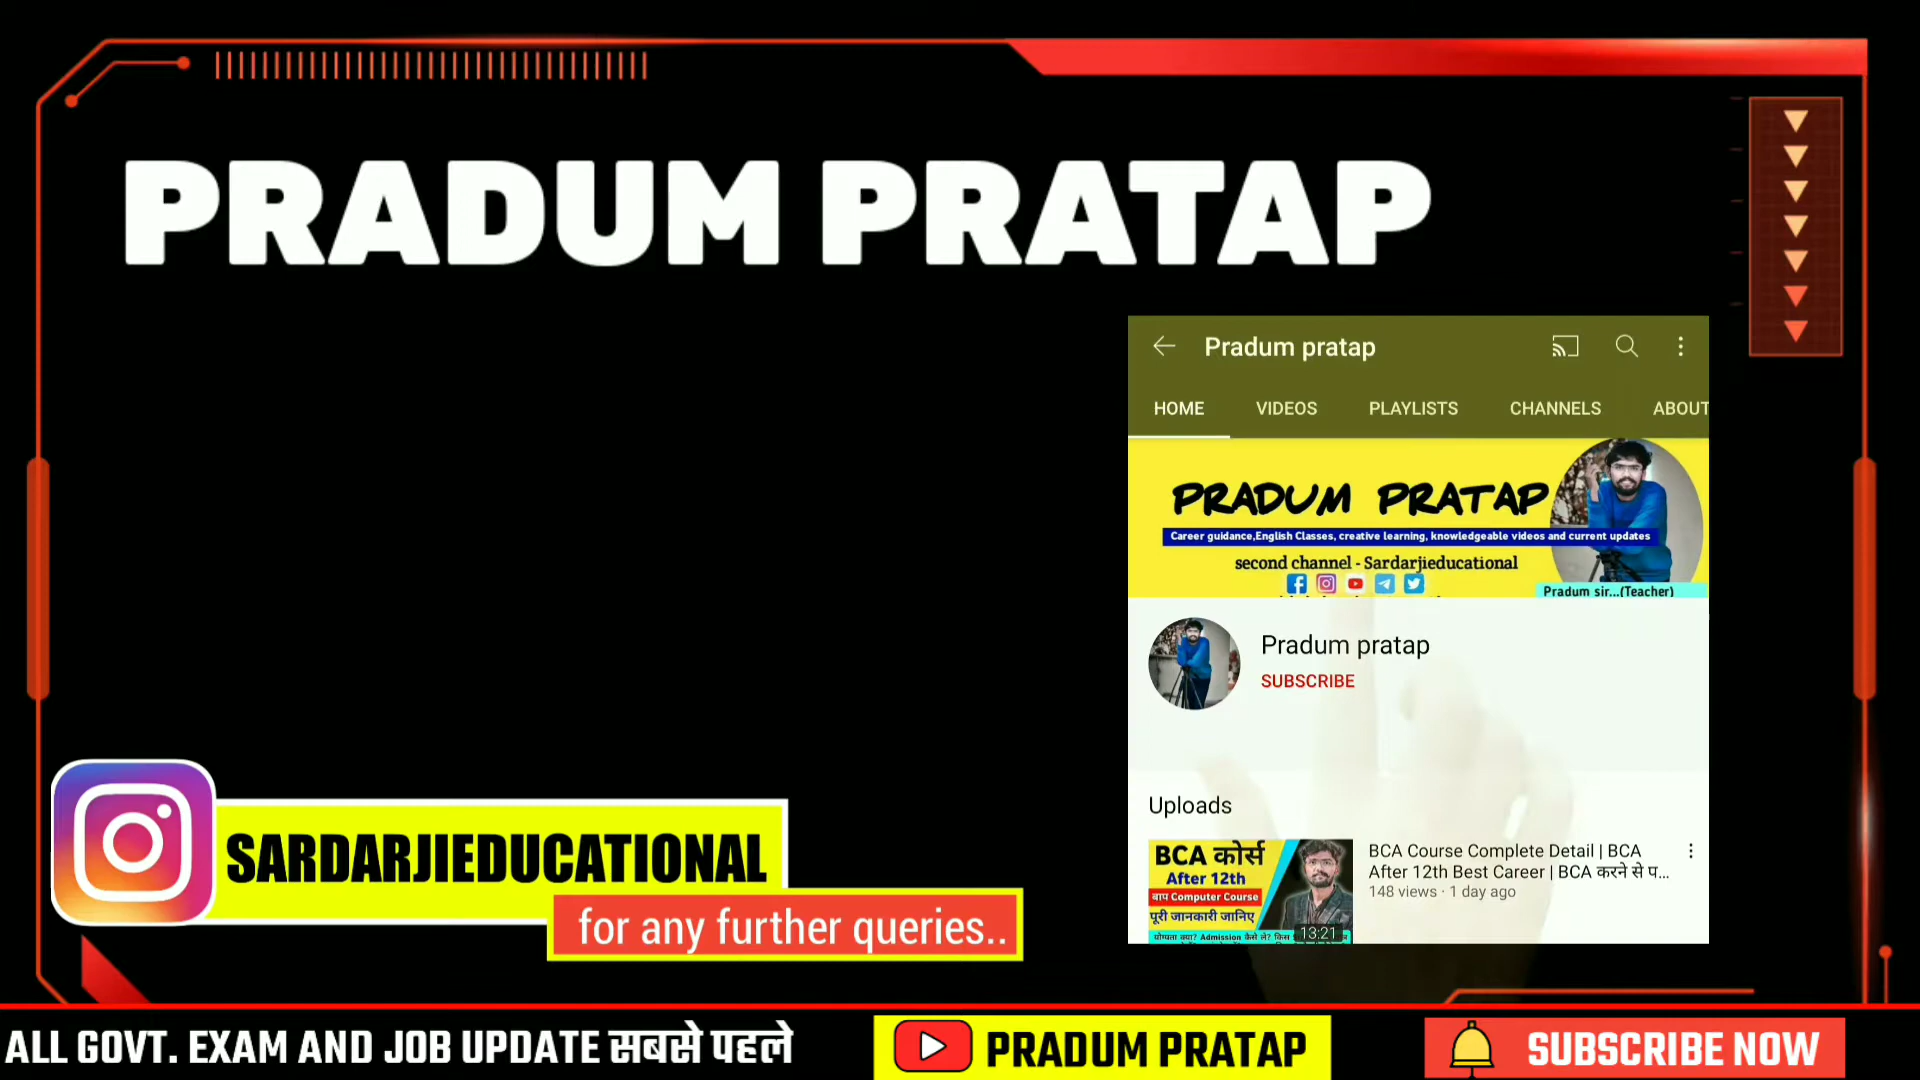 PRADUM PRATAP
Pradum pratap
HOME VIDEOS PLAYLISTS CHANNELS ABOUT
PRADUM PRATAP
Career guidance,English Classes, creative learning, knowledgeable videos and current updates
second channel - Sardarjieducational
Pradum sir...(Teacher)
Pradum pratap
SUBSCRIBE
Uploads
BCA कोर्स
After 12th
बाप Computer Course
पूरी जानकारी जानिए
योग्यता क्या? Admission कैसे ले?
13:21
BCA Course Complete Detail | BCA
After 12th Best Career | BCA करने से प...
148 views · 1 day ago
SARDARJIEDUCATIONAL
for any further queries..
ALL GOVT. EXAM AND JOB UPDATE सबसे पहले
PRADUM PRATAP
SUBSCRIBE NOW